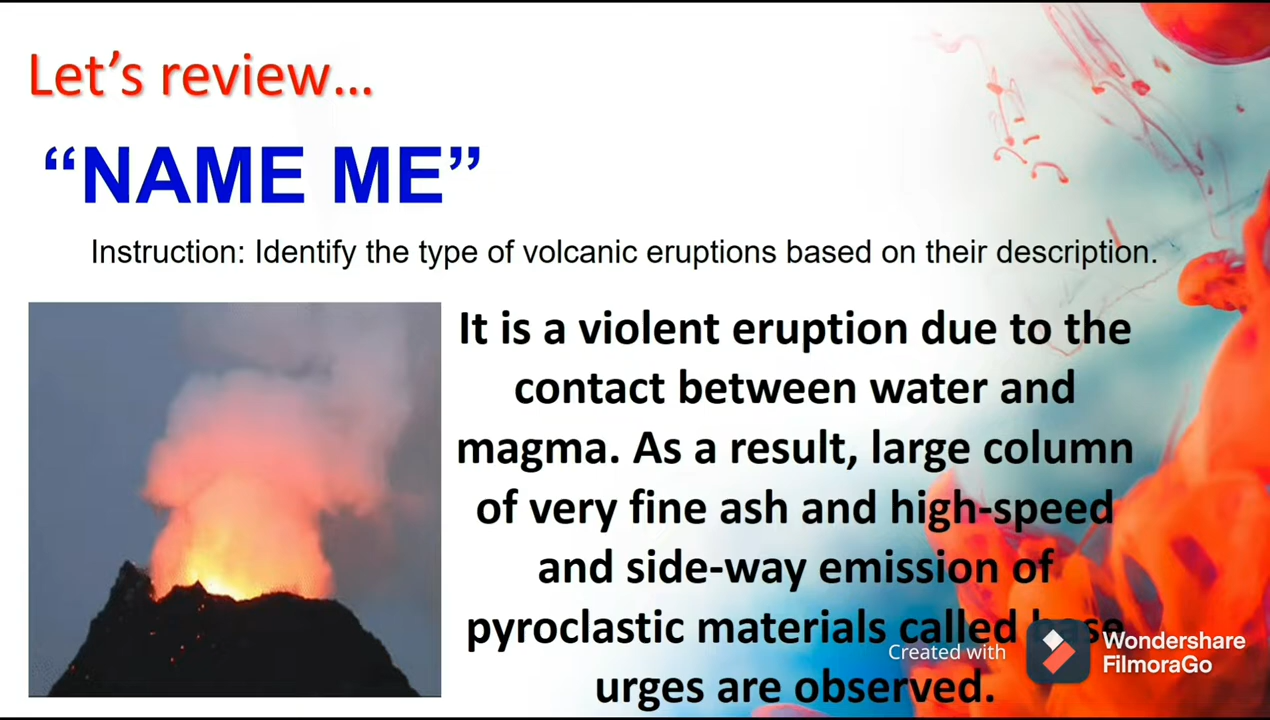 Let's review...
“NAME ME”
Instruction: Identify the type of volcanic eruptions based on their description.
It is a violent eruption due to the
contact between water and
magma. As a result, large column
of very fine ash and high-speed
and side-way emission of
pyroclastic materials called base
urges are observed.
Created with
Wondershare
FilmoraGo